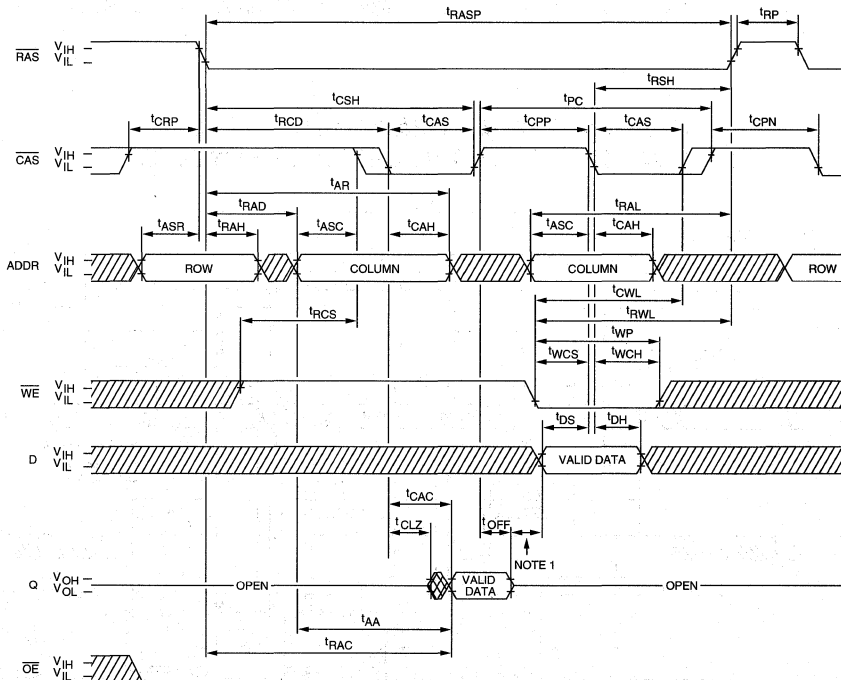 tRASP
tRP
RAS VIH
VIL
tRSH
tCSH
tPC
tCRP
tRCD
tCAS
tCPP
tCAS
tCPN
CAS VIH
VIL
tAR
tRAD
tRAL
tASR
tRAH
tASC
tCAH
tASC
tCAH
ADDR VIH
VIL
ROW
COLUMN
COLUMN
ROW
tCWL
tRCS
tRWL
tWP
tWCS
tWCH
WE VIH
VIL
tDS
tDH
D VIH
VIL
VALID DATA
tCAC
tCLZ
tOFF
NOTE 1
Q VOH
VOL
OPEN
VALID
DATA
OPEN
tAA
tRAC
OE VIH
VIL